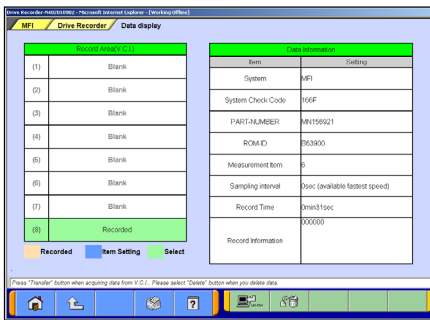 Drive Recorder-N402010902 - Microsoft Internet Explorer - [Working Offline]
MFI Drive Recorder Data display
Record Area(V.C.I.)
(1) Blank
(2) Blank
(3) Blank
(4) Blank
(5) Blank
(6) Blank
(7) Blank
(8) Recorded
Recorded Item Setting Select
Data Information
Item Setting
System MFI
System Check Code 166F
PART-NUMBER MN156921
ROM-ID B63900
Measurement Item 6
Sampling interval 0sec (available fastest speed)
Record Time 0min31sec
Record Information 000000
Press "Transfer" button when acquiring data from V.C.I.. Please select "Delete" button when you delete data.
?